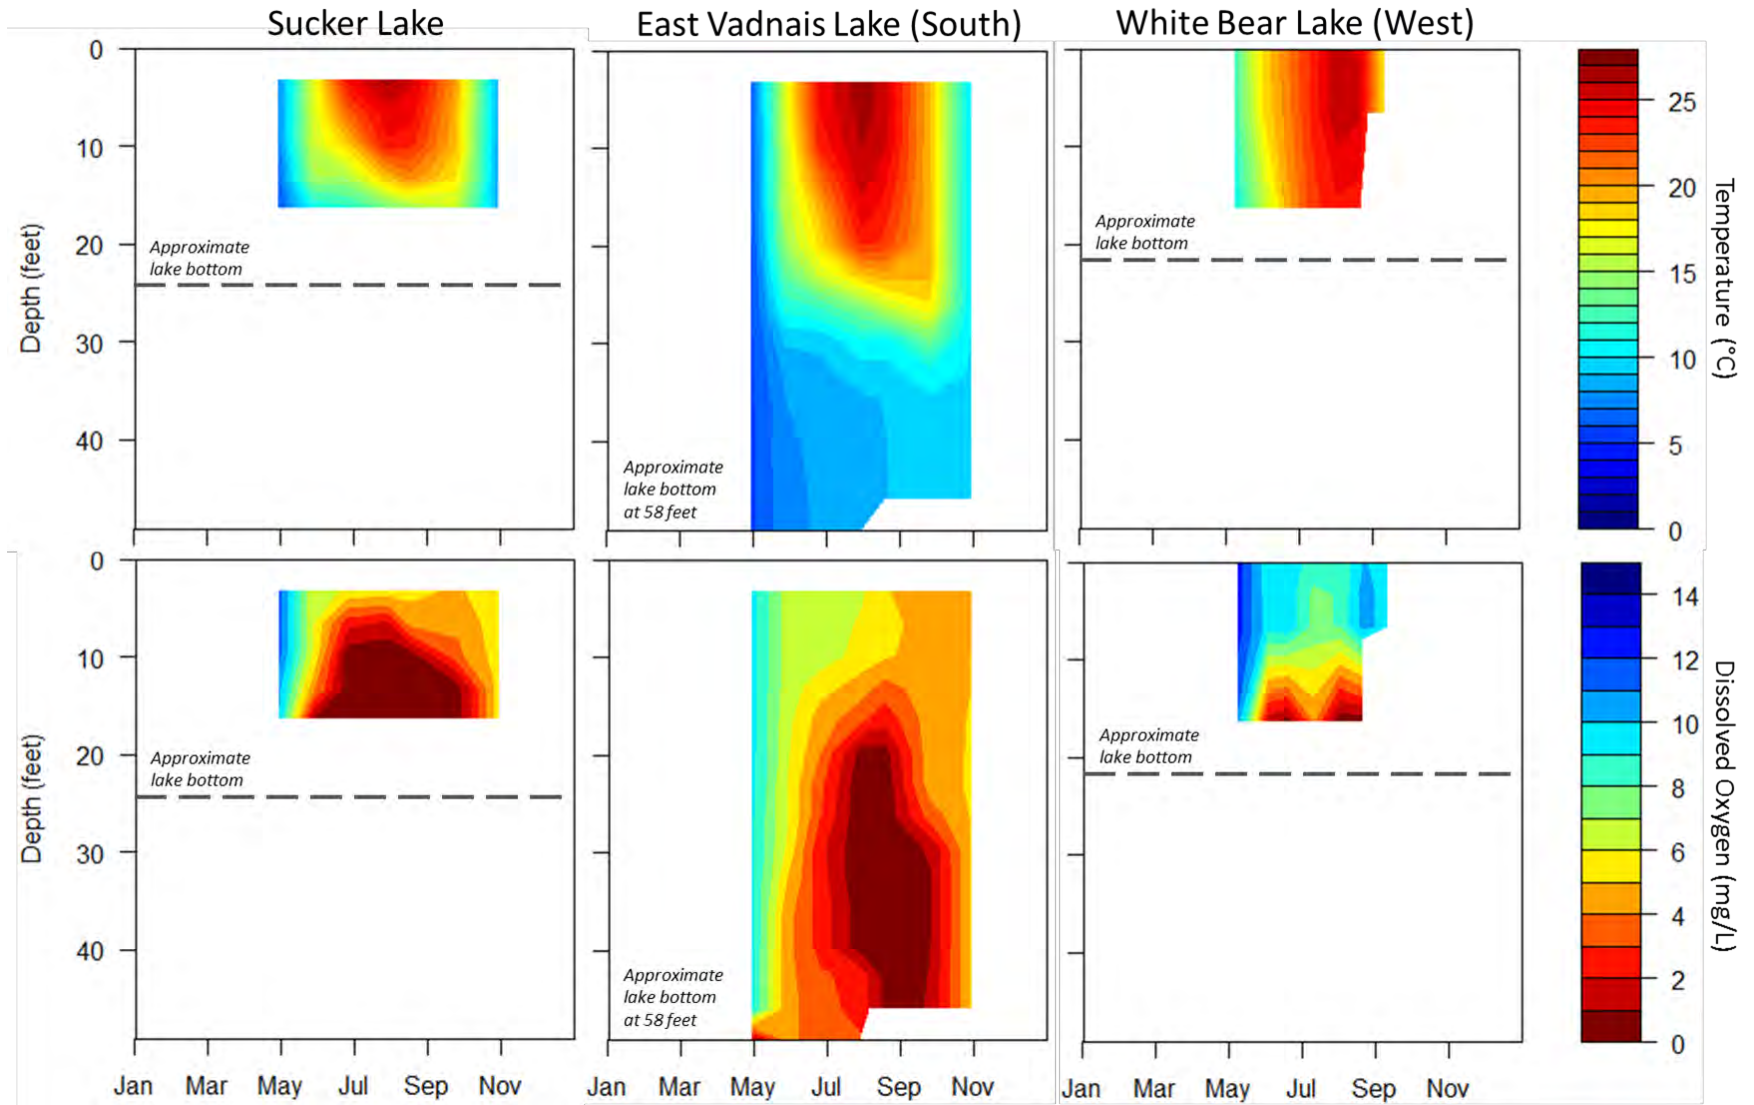 Sucker Lake
East Vadnais Lake (South)
White Bear Lake (West)
0
10
20
30
40
Depth (feet)
Approximate
lake bottom
Approximate
lake bottom
at 58 feet
Approximate
lake bottom
25
20
15
10
5
0
Temperature (°C)
0
10
20
30
40
Depth (feet)
Approximate
lake bottom
Approximate
lake bottom
at 58 feet
Approximate
lake bottom
14
12
10
8
6
4
2
0
Dissolved Oxygen (mg/L)
Jan Mar May Jul Sep Nov
Jan Mar May Jul Sep Nov
Jan Mar May Jul Sep Nov